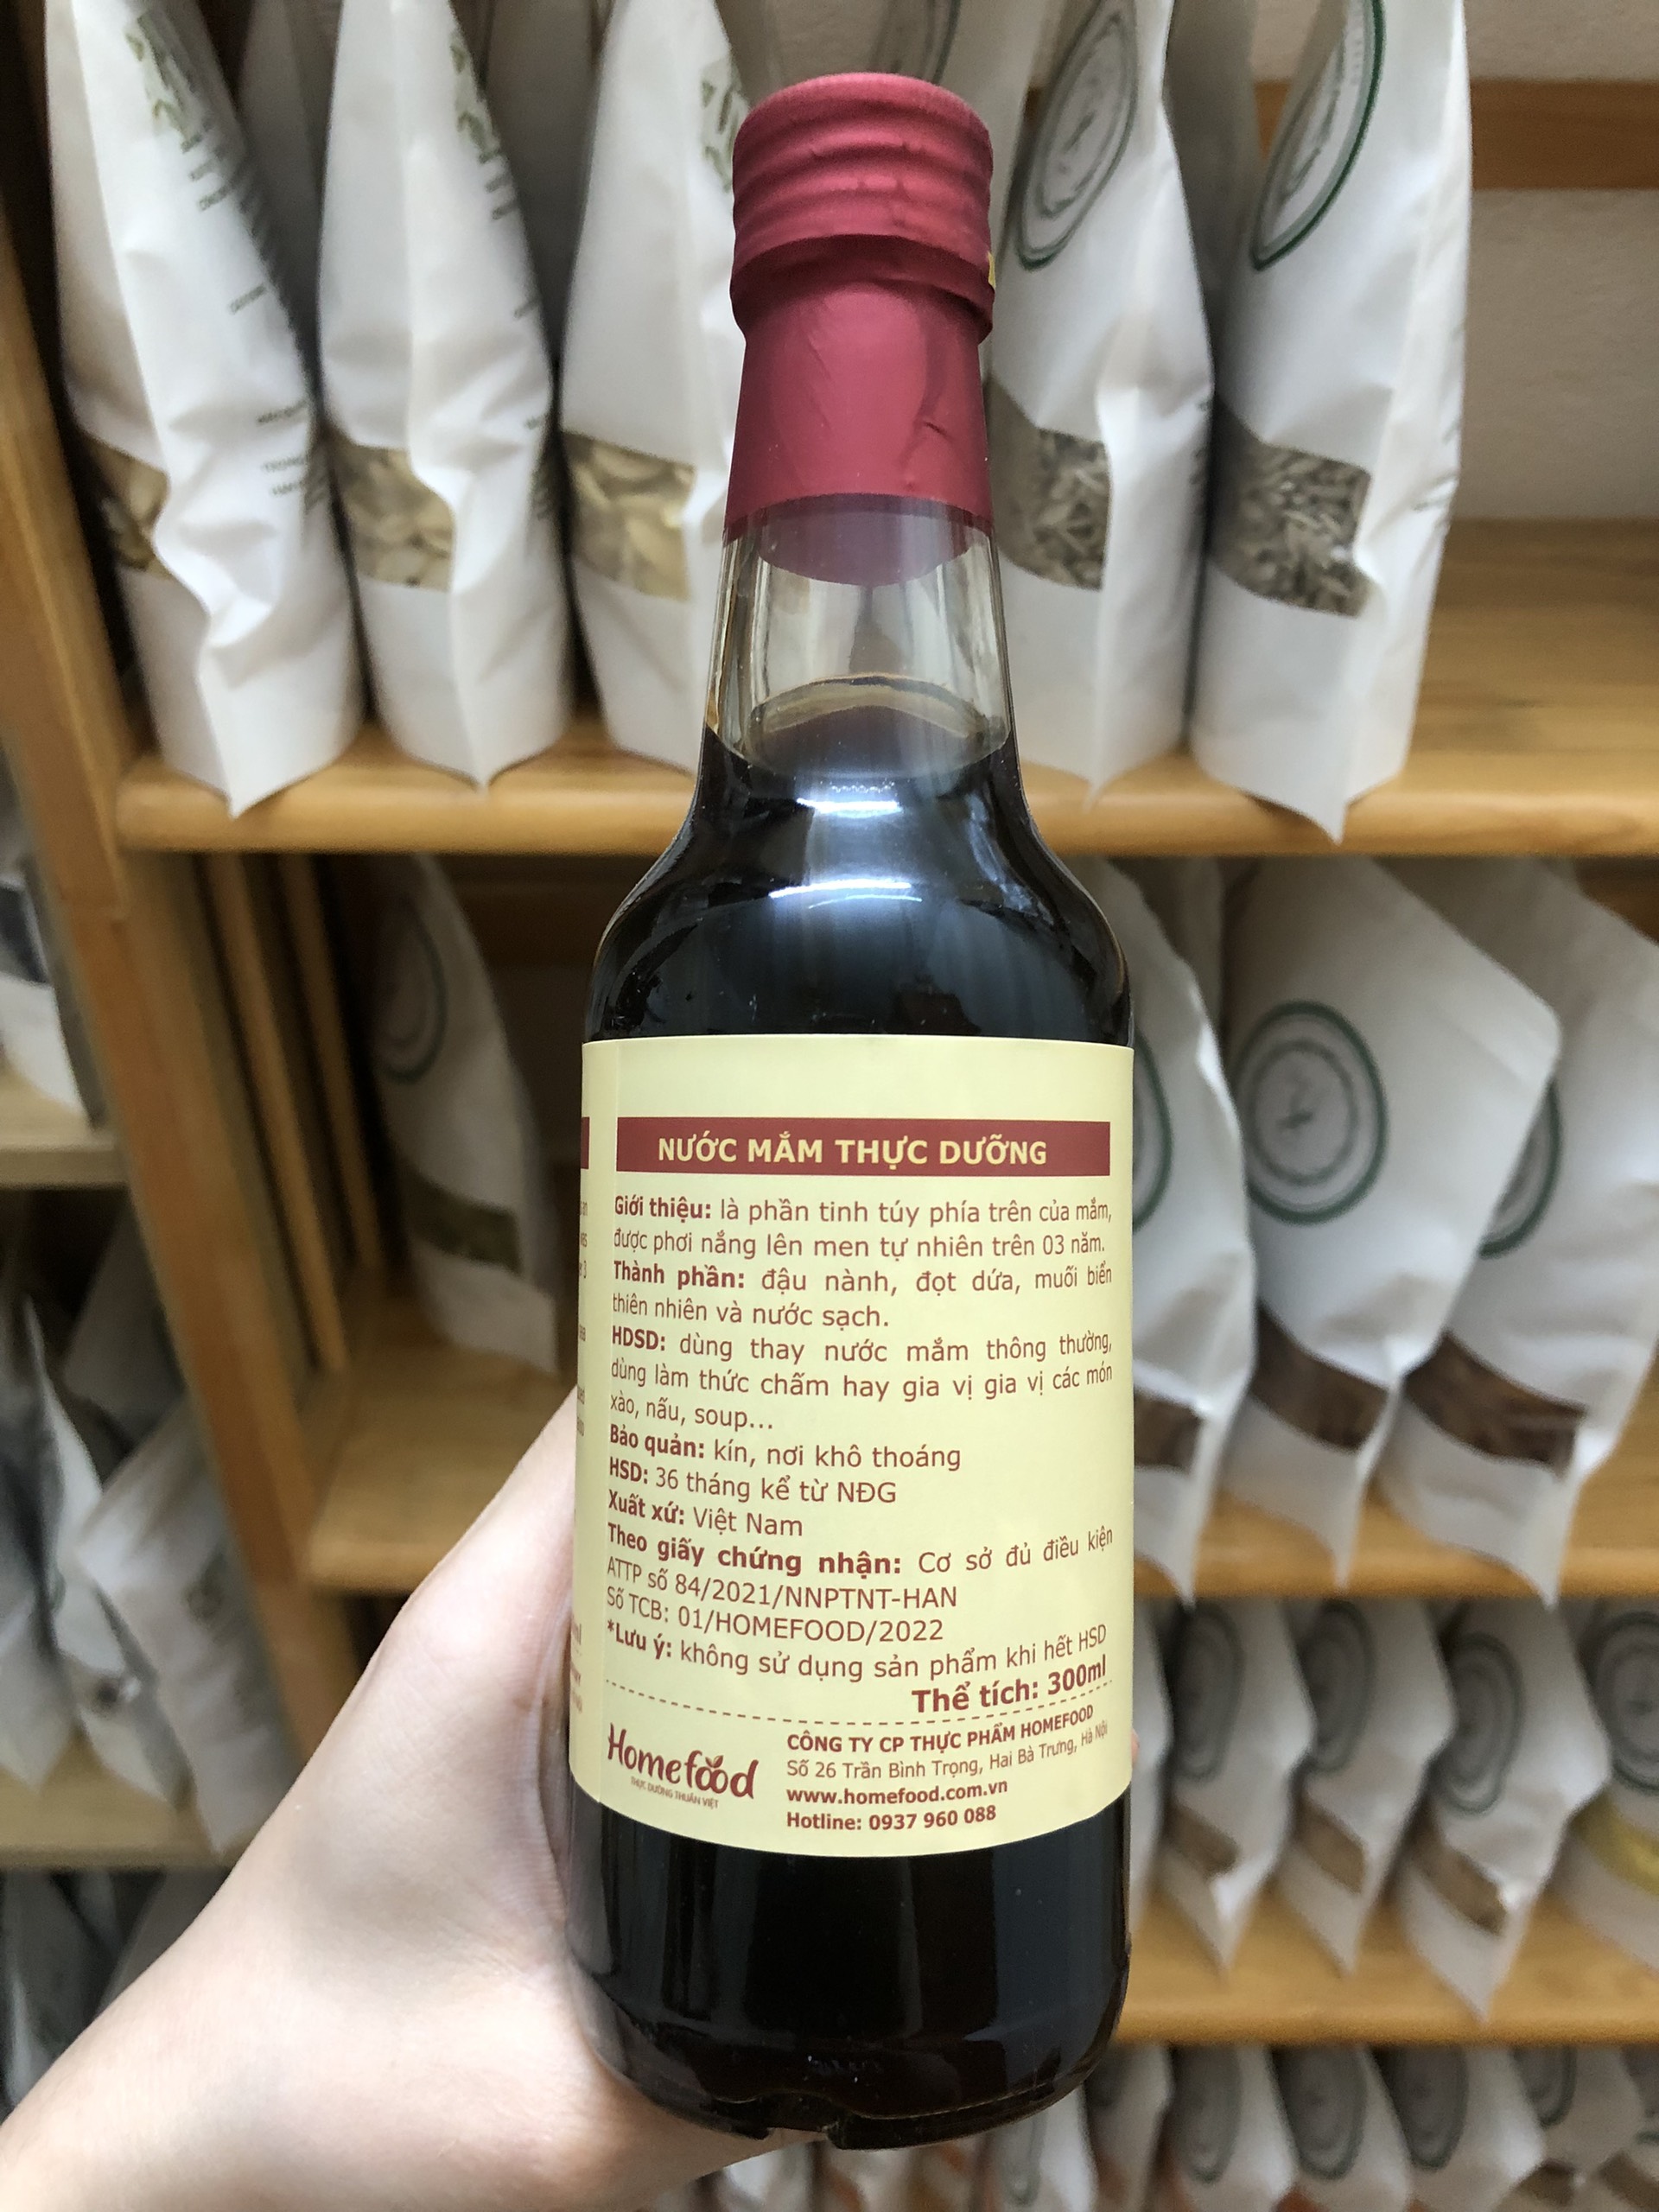 NƯỚC MẮM THỰC DƯỠNG
Giới thiệu: là phần tinh túy phía trên của mắm,
được phơi nắng lên men tự nhiên trên 03 năm.
Thành phần: đậu nành, đọt dứa, muối biển
thiên nhiên và nước sạch.
HDSD: dùng thay nước mắm thông thường,
dùng làm thức chấm hay gia vị gia vị các món
xào, nấu, soup...
Bảo quản: kín, nơi khô thoáng
HSD: 36 tháng kể từ NĐG
Xuất xứ: Việt Nam
Theo giấy chứng nhận: Cơ sở đủ điều kiện
ATTP số 84/2021/NNPTNT-HAN
Số TCB: 01/HOMEFOOD/2022
*Lưu ý: không sử dụng sản phẩm khi hết HSD
Thể tích: 300ml
Homefood
THỰC DƯỠNG THUẦN VIỆT
CÔNG TY CP THỰC PHẨM HOMEFOOD
Số 26 Trần Bình Trọng, Hai Bà Trưng, Hà Nội
www.homefood.com.vn
Hotline: 0937 960 088